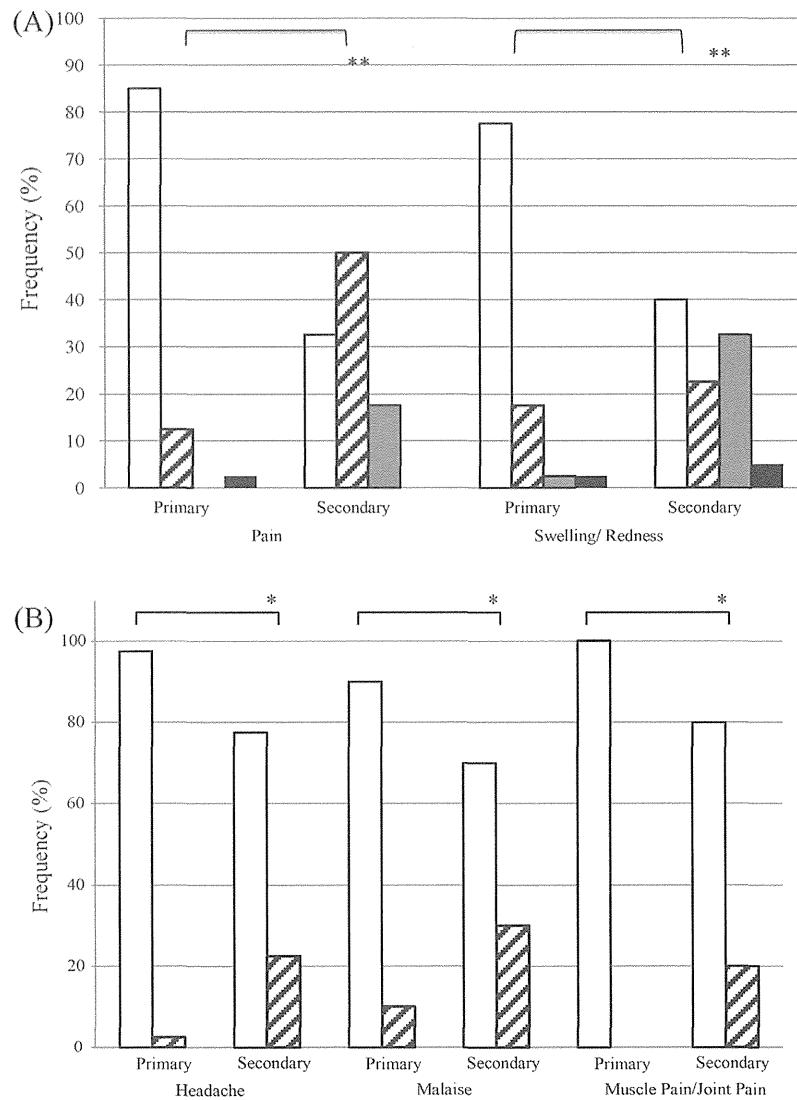 (A)
100
90
80
70
60
50
40
30
20
10
0
Frequency (%)
**
**
Primary
Secondary
Primary
Secondary
Pain
Swelling/ Redness
(B)
100
80
60
40
20
0
Frequency (%)
*
*
*
Primary
Secondary
Primary
Secondary
Primary
Secondary
Headache
Malaise
Muscle Pain/Joint Pain